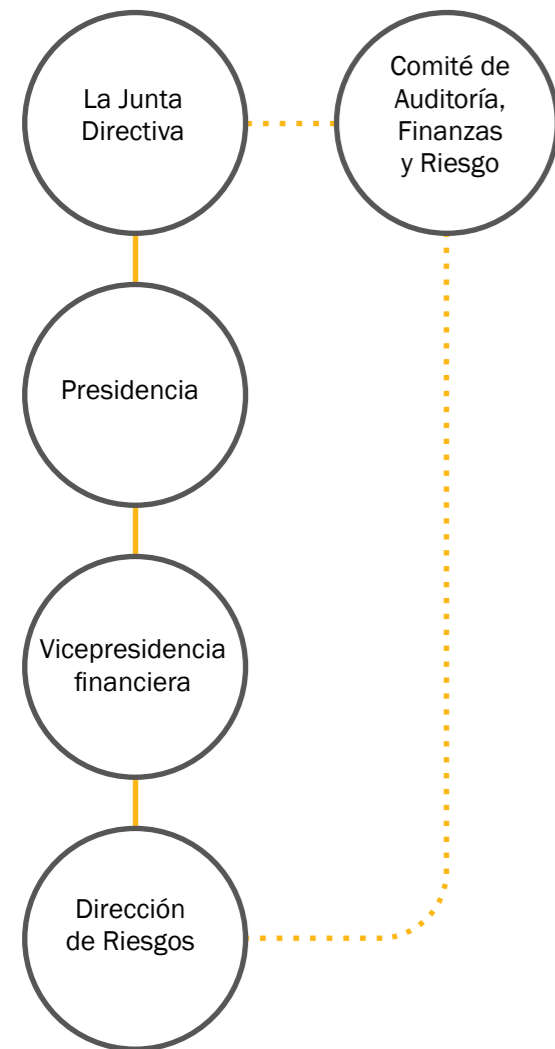 La Junta
Directiva
Comité de
Auditoría,
Finanzas
y Riesgo
Presidencia
Vicepresidencia
financiera
Dirección
de Riesgos